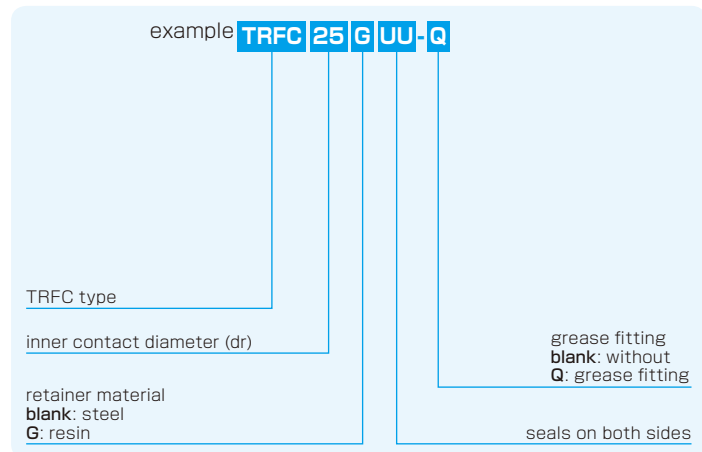 example TRFC 25 G UU-Q
TRFC type
inner contact diameter (dr)
retainer material
blank: steel
G: resin
grease fitting
blank: without
Q: grease fitting
seals on both sides